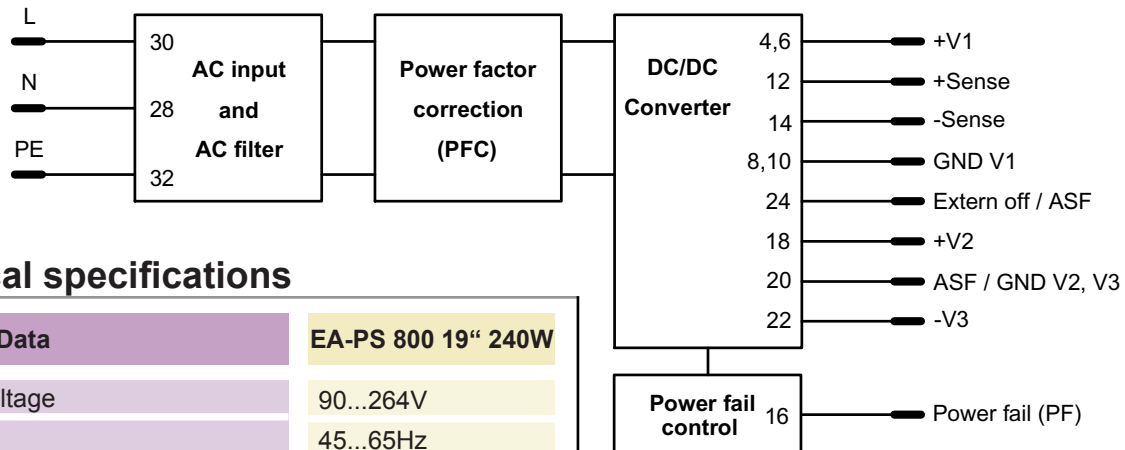 L
N
PE
30
28
32
AC input
and
AC filter
Power factor
correction
(PFC)
DC/DC
Converter
4,6
12
14
8,10
24
18
20
22
+V1
+Sense
-Sense
GND V1
Extern off / ASF
+V2
ASF / GND V2, V3
-V3
Power fail
control
16
Power fail (PF)
cal specifications
Data
EA-PS 800 19“ 240W
ltage
90...264V
45...65Hz